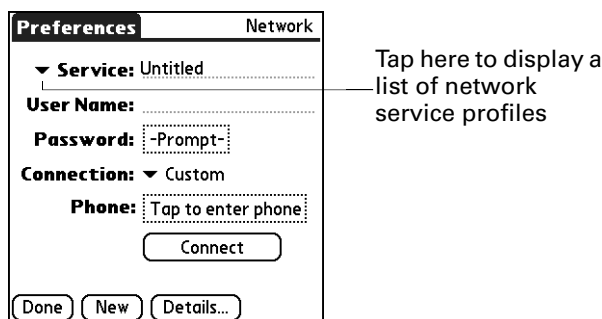 Preferences Network
Service: Untitled
User Name:
Password: -Prompt-
Connection: Custom
Phone: Tap to enter phone
Connect
Done New Details...
Tap here to display a
list of network
service profiles